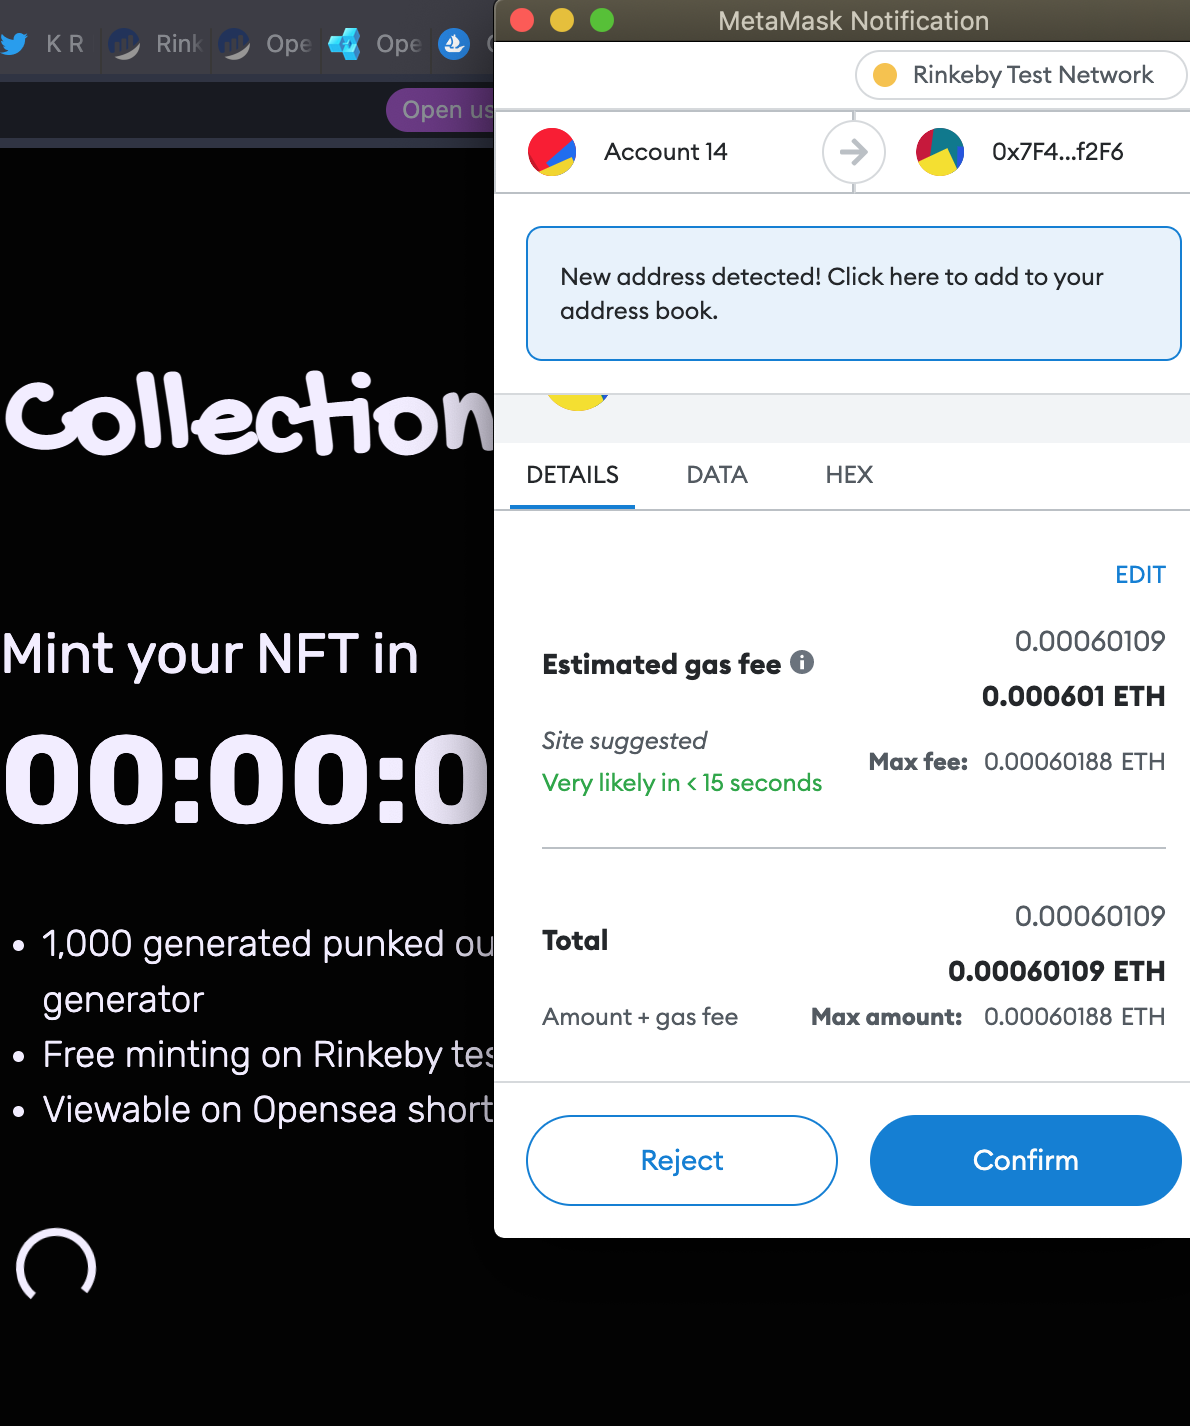 K R
Rink
Ope
Ope
Open us
Collection
Mint your NFT in
00:00:0
1,000 generated punked ou
generator
Free minting on Rinkeby tes
Viewable on Opensea short
MetaMask Notification
Rinkeby Test Network
Account 14
0x7F4...f2F6
New address detected! Click here to add to your
address book.
DETAILS
DATA
HEX
EDIT
0.00060109
Estimated gas fee
0.000601 ETH
Site suggested
Max fee: 0.00060188 ETH
Very likely in < 15 seconds
0.00060109
Total
0.00060109 ETH
Amount + gas fee
Max amount: 0.00060188 ETH
Reject
Confirm